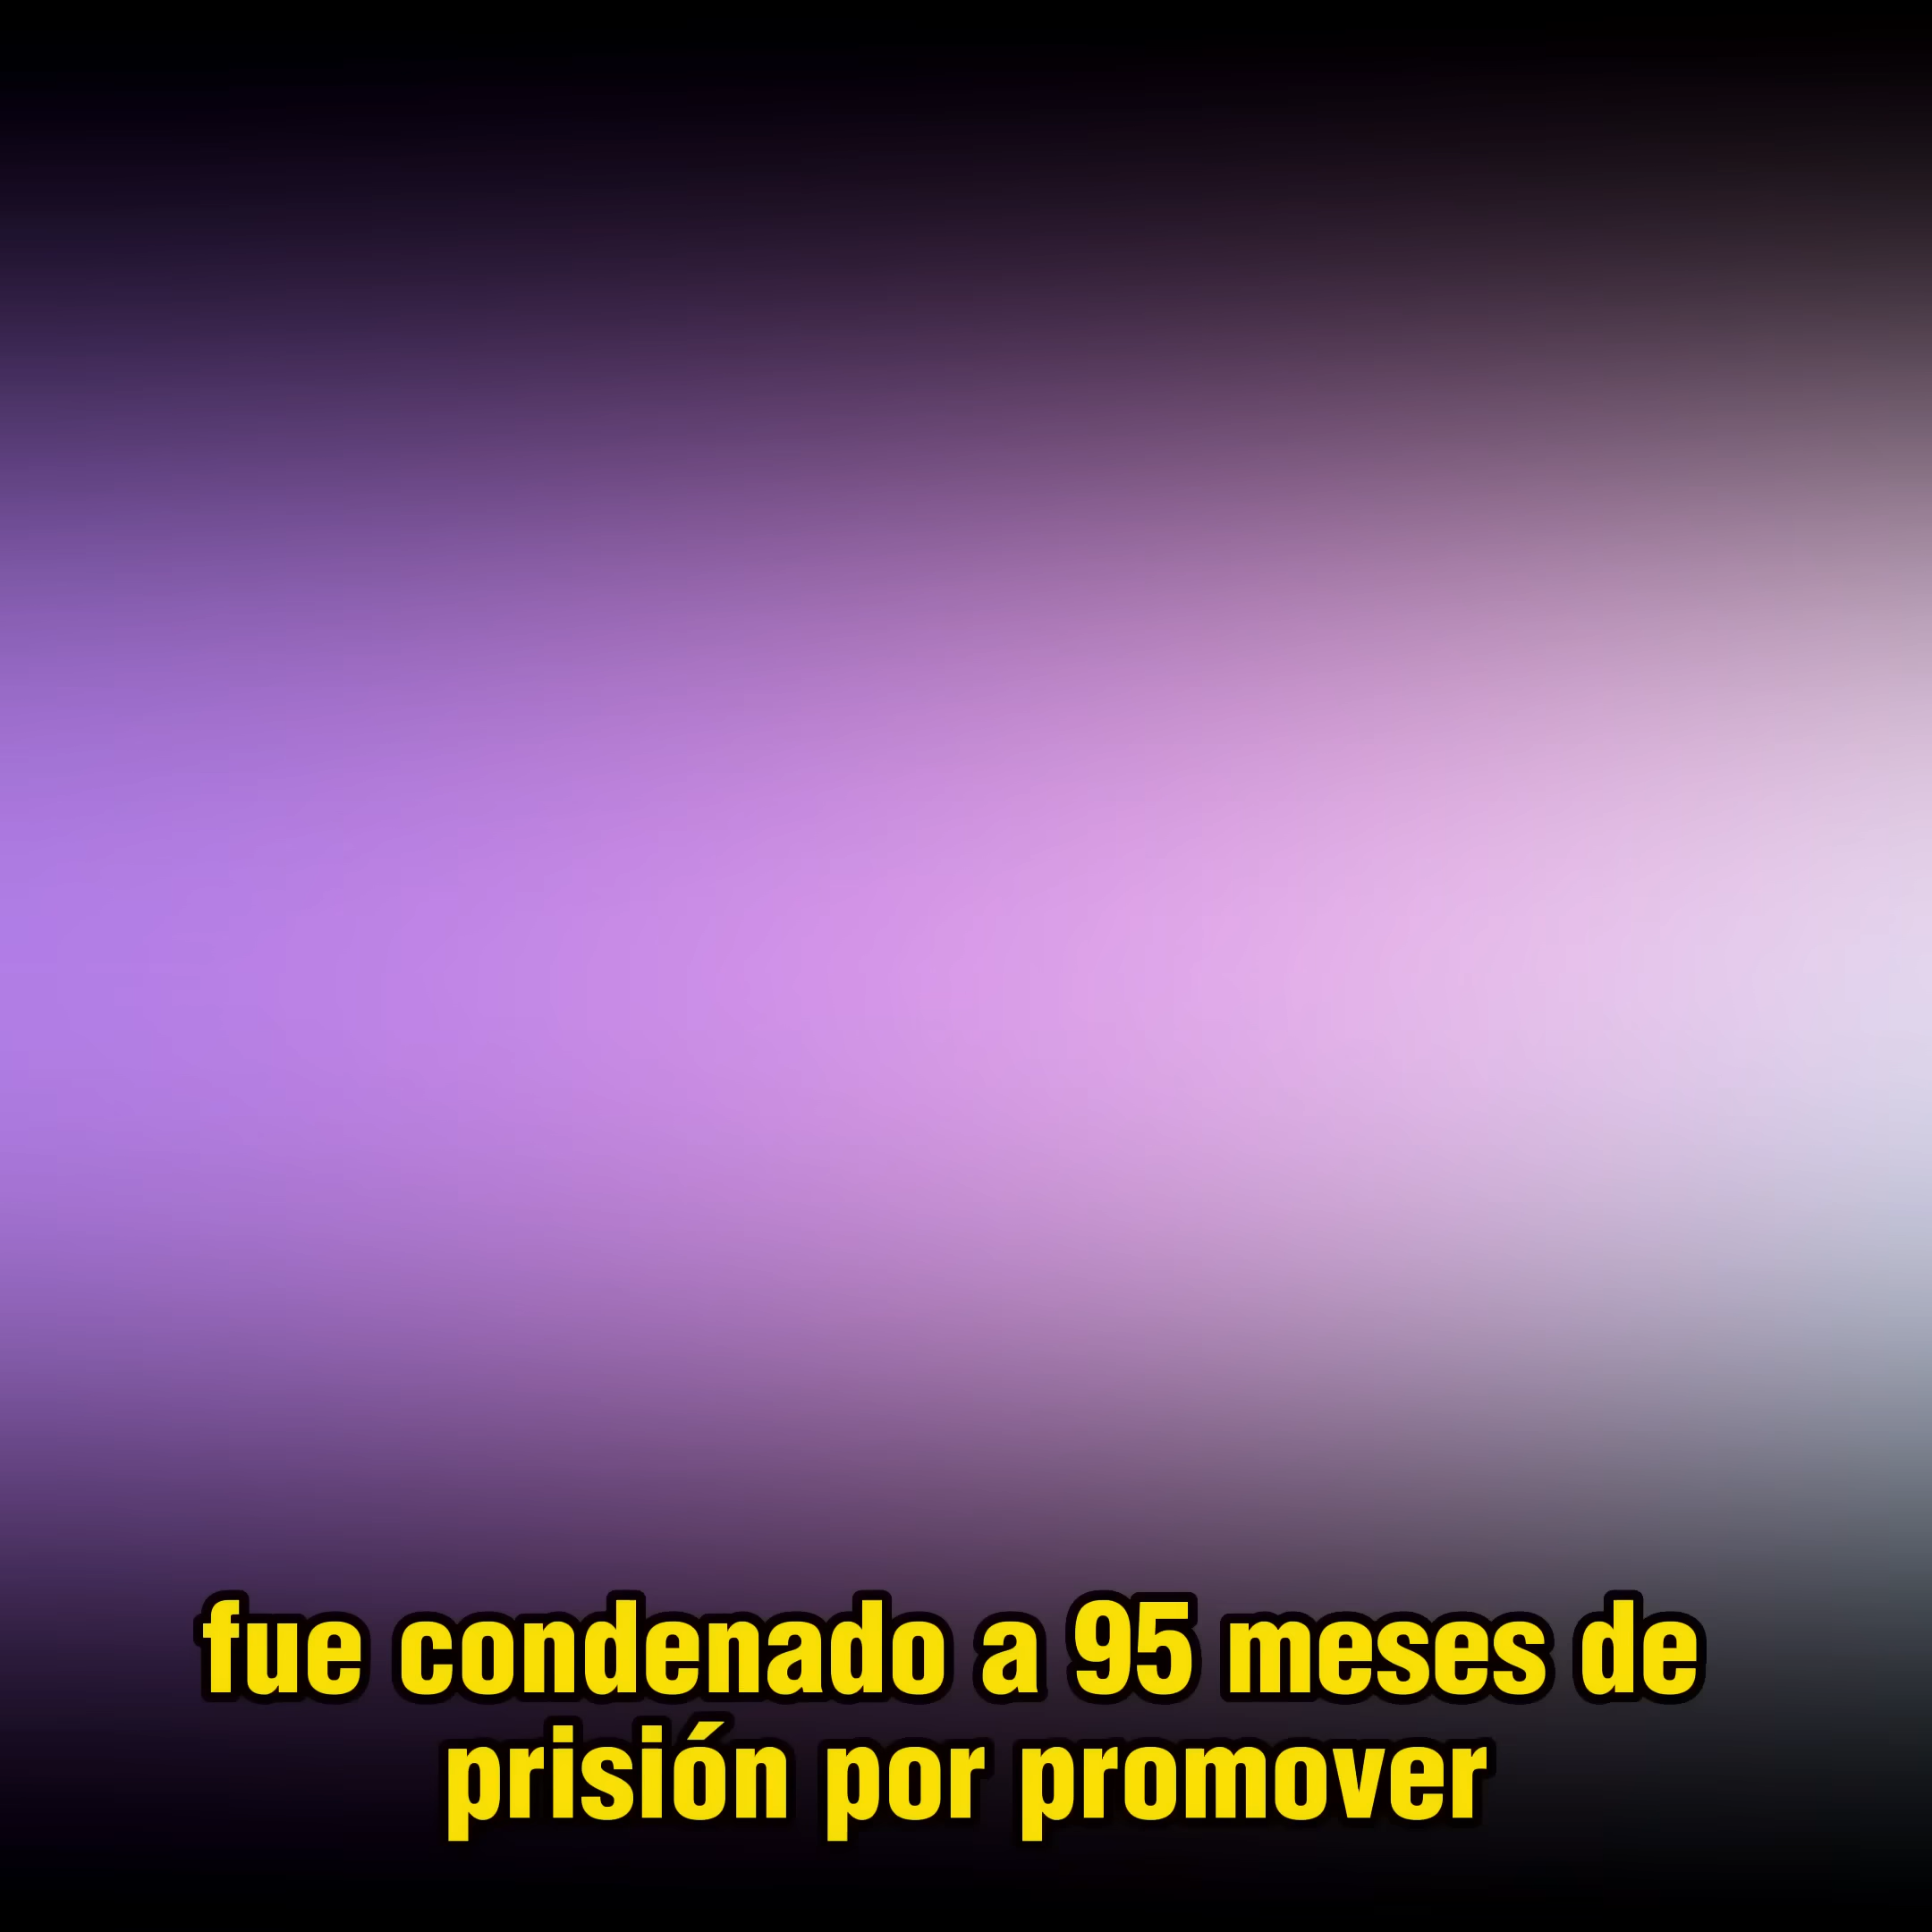 fue condenado a 95 meses de
prisión por promover